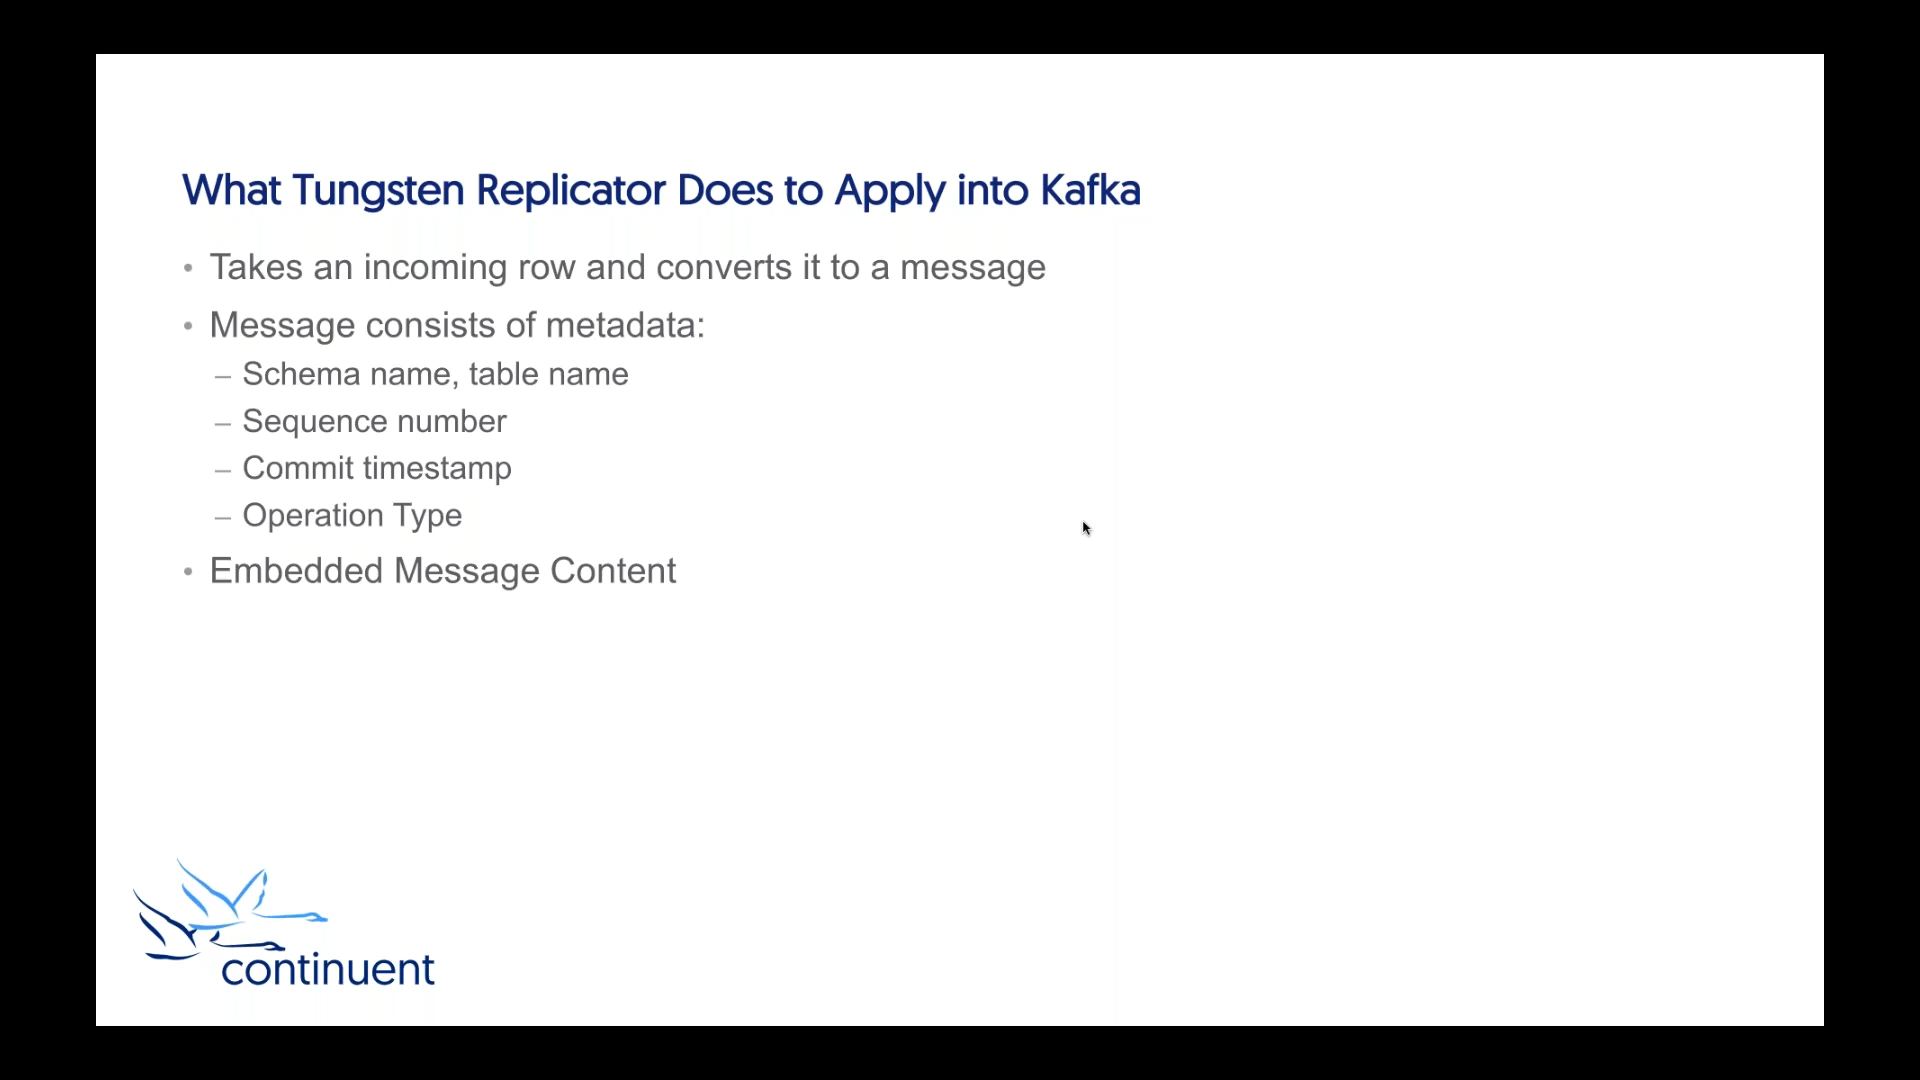 What Tungsten Replicator Does to Apply into Kafka
• Takes an incoming row and converts it to a message
• Message consists of metadata:
– Schema name, table name
– Sequence number
– Commit timestamp
– Operation Type
• Embedded Message Content
continuent